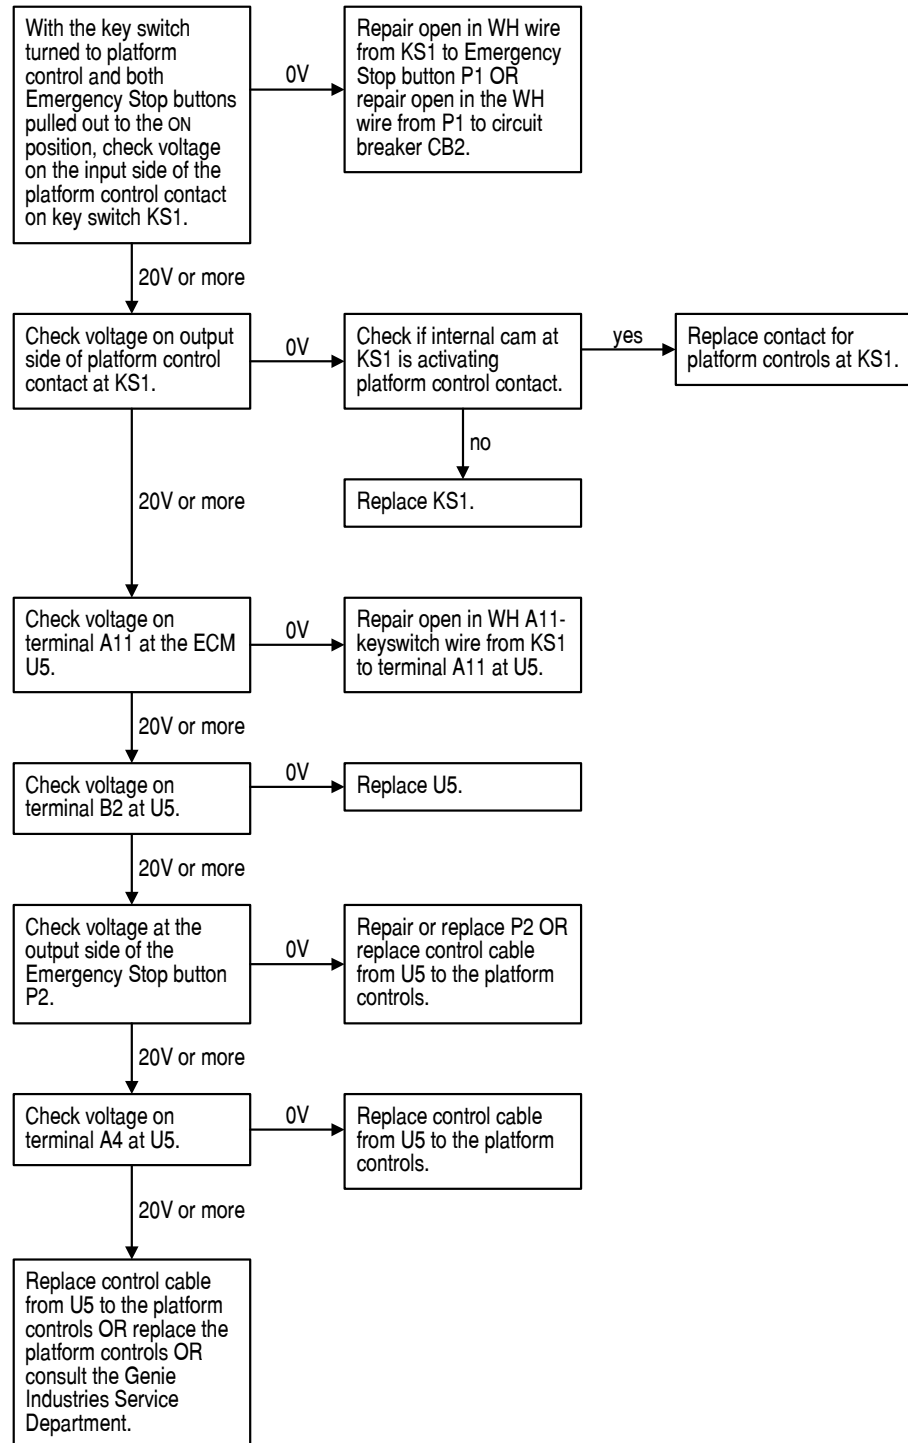 With the key switch
turned to platform
control and both
Emergency Stop buttons
pulled out to the ON
position, check voltage
on the input side of the
platform control contact
on key switch KS1.
0V
Repair open in WH wire
from KS1 to Emergency
Stop button P1 OR
repair open in the WH
wire from P1 to circuit
breaker CB2.
20V or more
Check voltage on output
side of platform control
contact at KS1.
0V
Check if internal cam at
KS1 is activating
platform control contact.
yes
Replace contact for
platform controls at KS1.
no
Replace KS1.
20V or more
Check voltage on
terminal A11 at the ECM
U5.
0V
Repair open in WH A11-
keyswitch wire from KS1
to terminal A11 at U5.
20V or more
Check voltage on
terminal B2 at U5.
0V
Replace U5.
20V or more
Check voltage at the
output side of the
Emergency Stop button
P2.
0V
Repair or replace P2 OR
replace control cable
from U5 to the platform
controls.
20V or more
Check voltage on
terminal A4 at U5.
0V
Replace control cable
from U5 to the platform
controls.
20V or more
Replace control cable
from U5 to the platform
controls OR replace the
platform controls OR
consult the Genie
Industries Service
Department.